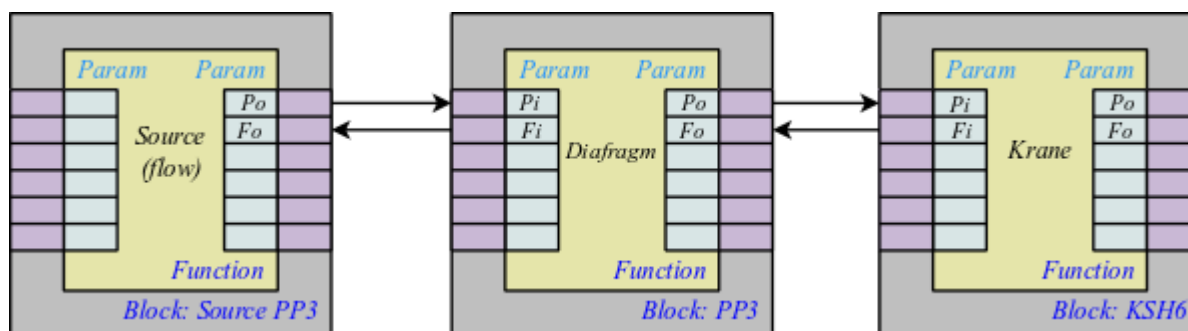 Param Param
Po
Source
(flow)
Fo
Function
Block: Source PP3
Param Param
Pi Po
Fi Fo
Diafragm
Function
Block: PP3
Param Param
Pi Po
Fi Fo
Krane
Function
Block: KSH6